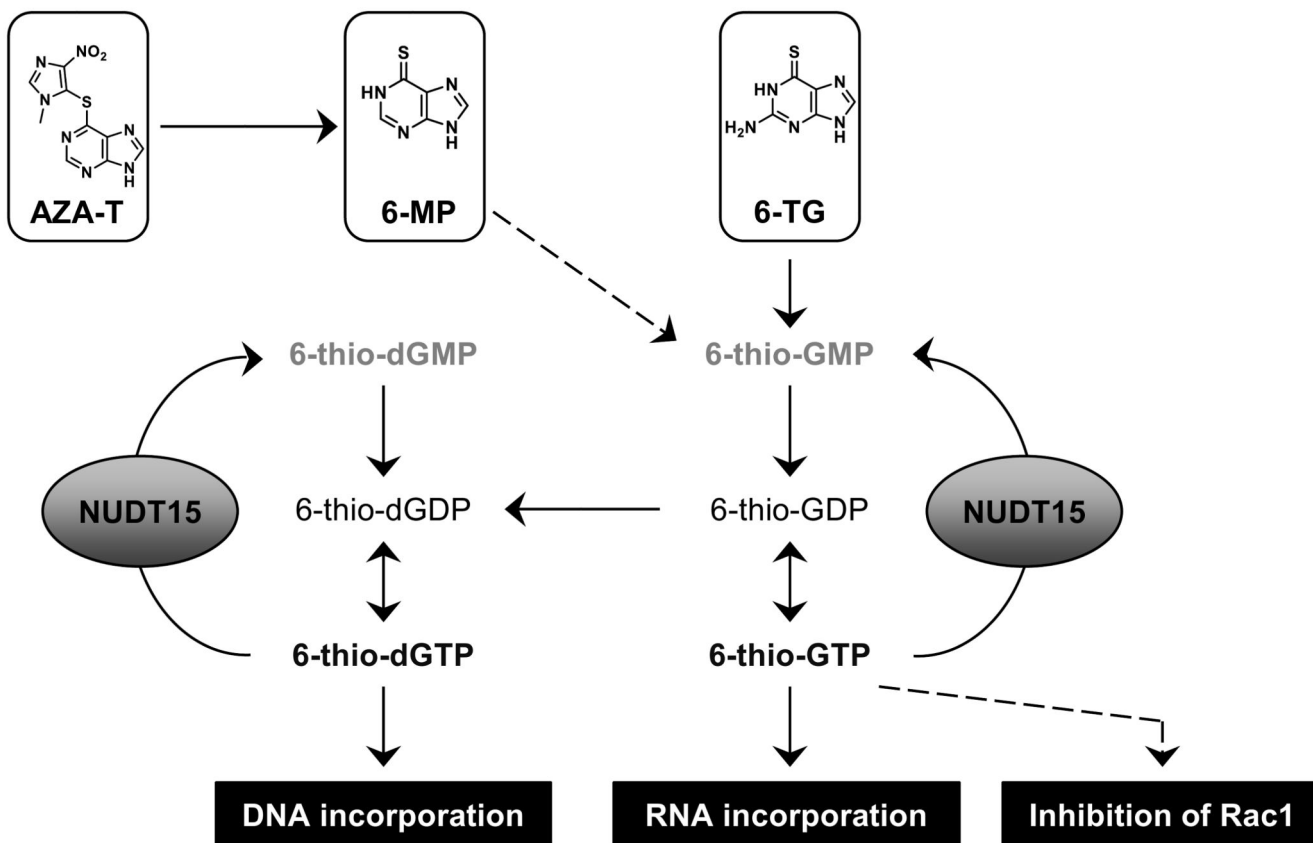 NO₂
N
N
S
N
N
N
N
H
AZA-T
S
HN
N
N
N
H
6-MP
S
HN
N
H₂N
N
N
H
6-TG
6-thio-dGMP
6-thio-GMP
NUDT15
6-thio-dGDP
6-thio-GDP
NUDT15
6-thio-dGTP
6-thio-GTP
DNA incorporation
RNA incorporation
Inhibition of Rac1